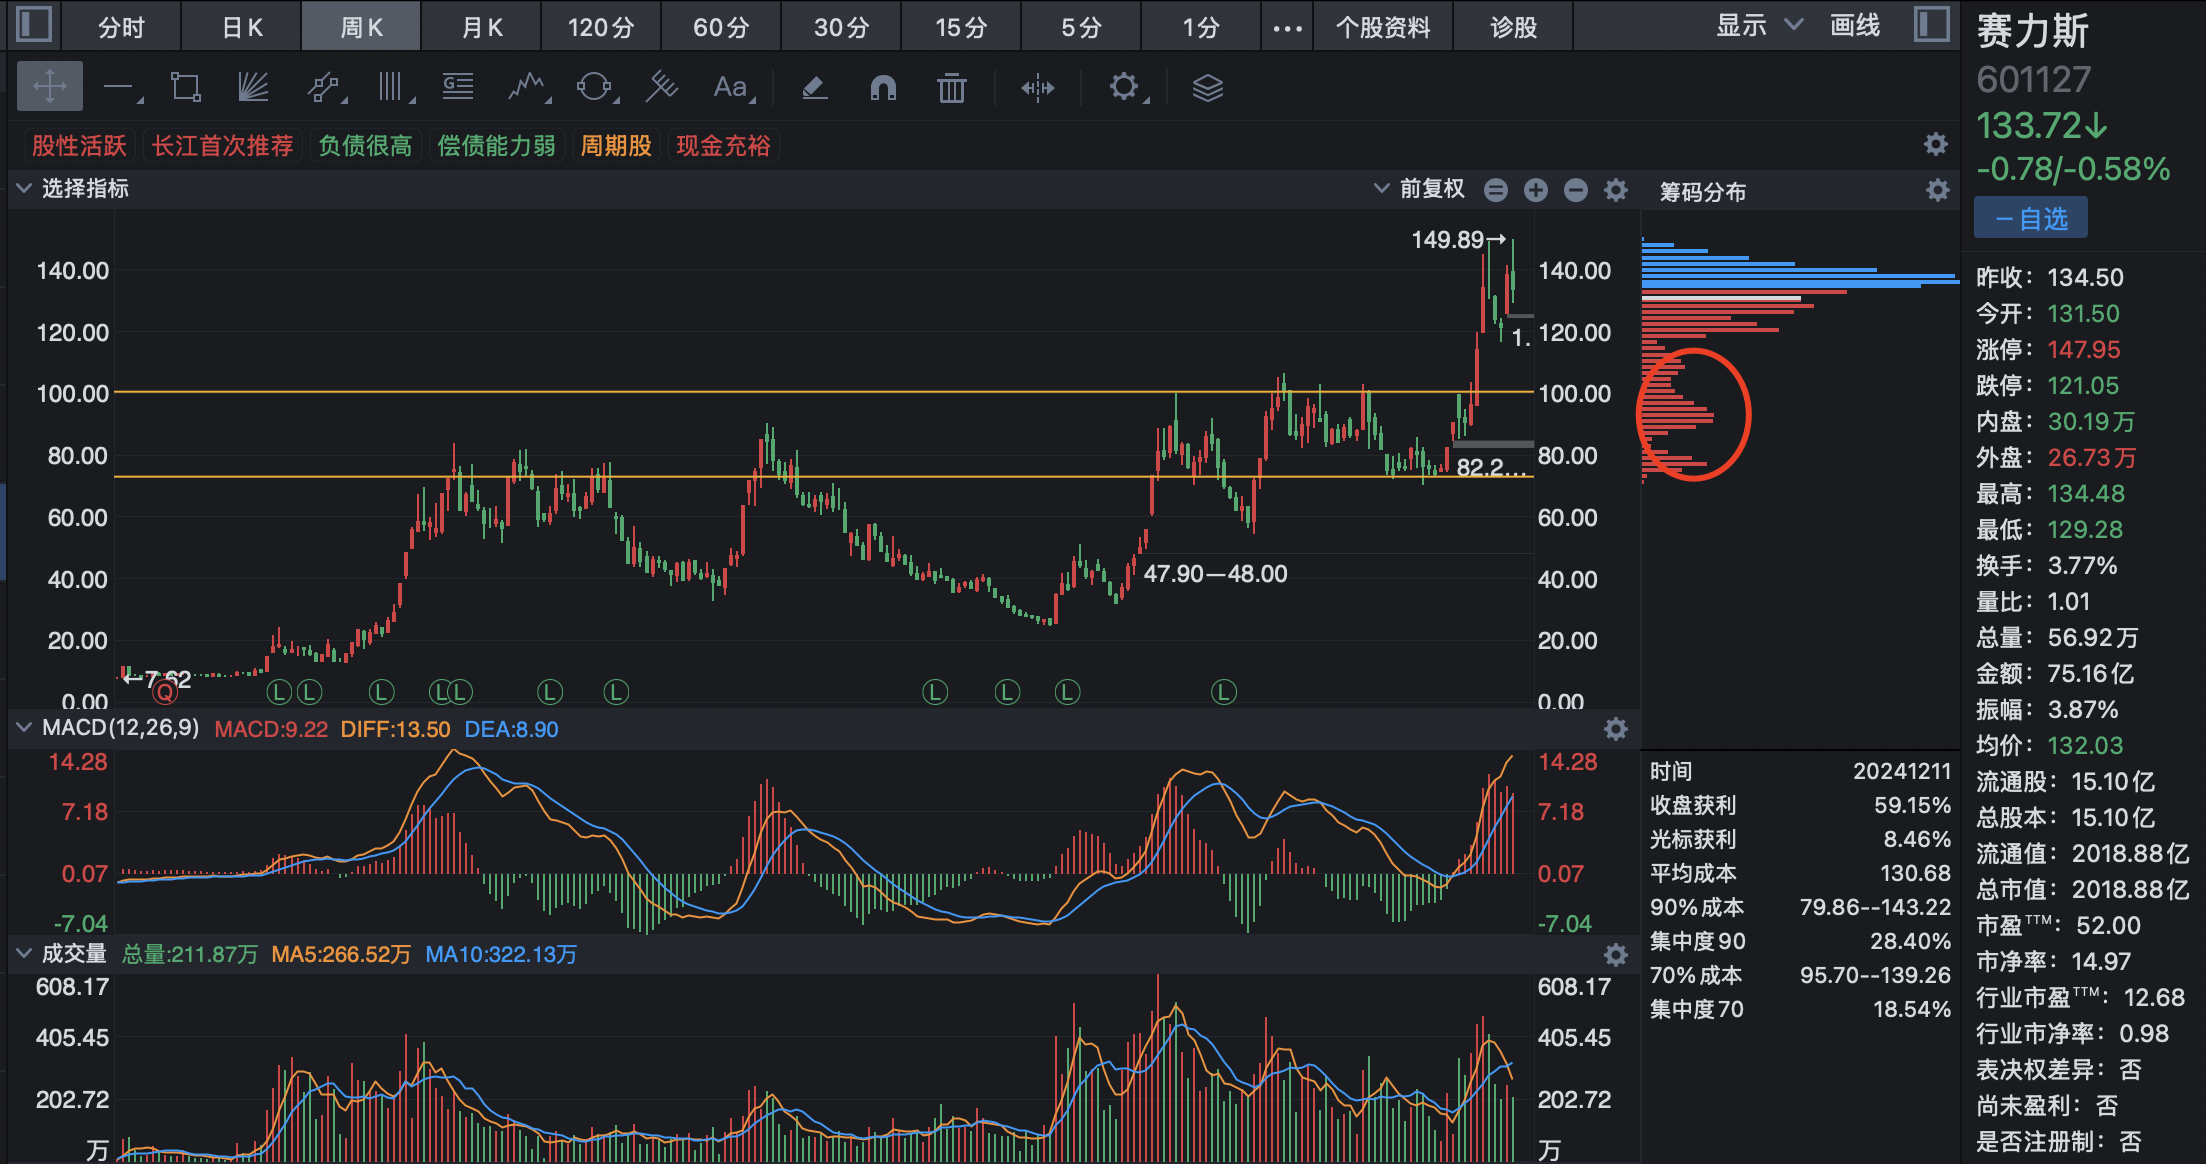 分时 日K 周K 月K 120分 60分 30分 15分 5分 1分 ... 个股资料 诊股 显示 画线
Aa
股性活跃 长江首次推荐 负债很高 偿债能力弱 周期股 现金充裕
选择指标 前复权 筹码分布
149.89→
140.00 140.00
120.00 1. 120.00
100.00 100.00
80.00 80.00
82.2...
60.00 60.00
47.90—48.00
40.00 40.00
20.00 20.00
←7.52
Q L L L L L L L L L L L
0.00 0.00
MACD(12,26,9) MACD:9.22 DIFF:13.50 DEA:8.90
14.28 14.28
7.18 7.18
0.07 0.07
-7.04 -7.04
成交量 总量:211.87万 MA5:266.52万 MA10:322.13万
608.17 608.17
405.45 405.45
202.72 202.72
万 万
时间 20241211
收盘获利 59.15%
光标获利 8.46%
平均成本 130.68
90%成本 79.86--143.22
集中度90 28.40%
70%成本 95.70--139.26
集中度70 18.54%
赛力斯
601127
133.72↓
-0.78/-0.58%
－自选
昨收：134.50
今开：131.50
涨停：147.95
跌停：121.05
内盘：30.19万
外盘：26.73万
最高：134.48
最低：129.28
换手：3.77%
量比：1.01
总量：56.92万
金额：75.16亿
振幅：3.87%
均价：132.03
流通股：15.10亿
总股本：15.10亿
流通值：2018.88亿
总市值：2018.88亿
市盈TTM：52.00
市净率：14.97
行业市盈TTM：12.68
行业市净率：0.98
表决权差异：否
尚未盈利：否
是否注册制：否